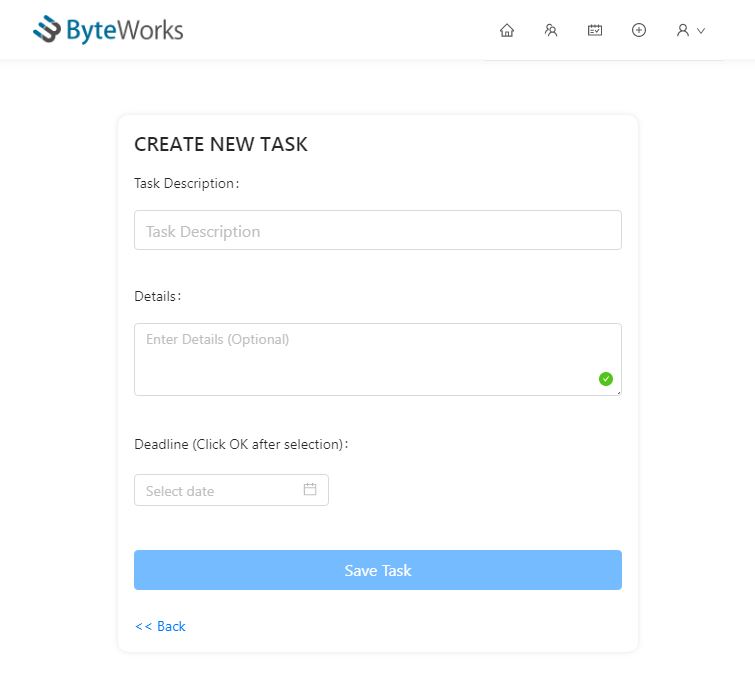 ByteWorks
CREATE NEW TASK
Task Description:
Task Description
Details:
Enter Details (Optional)
Deadline (Click OK after selection):
Select date
Save Task
<< Back